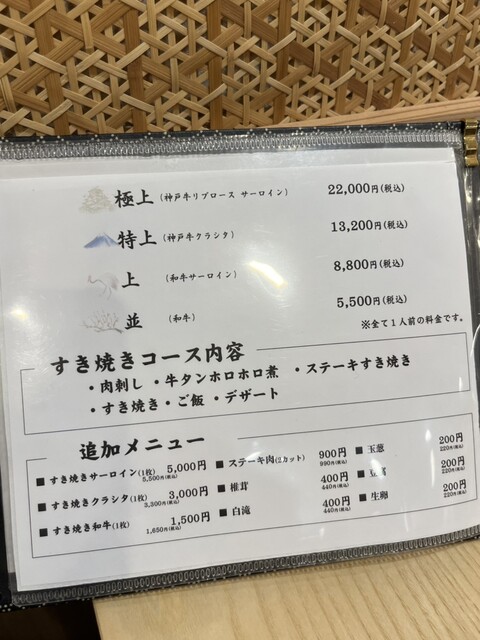 極上(神戸牛リブロース サーロイン) 22,000円(税込)
特上(神戸牛クラシタ) 13,200円(税込)
上 (和牛サーロイン) 8,800円(税込)
並 (和牛) 5,500円(税込)
※全て1人前の料金です。
すき焼きコース内容
・肉刺し ・牛タンホロホロ煮 ・ステーキすき焼き
・すき焼き・ご飯・デザート
追加メニュー
■ すき焼きサーロイン(1枚) 5,000円
5,500円(税込)
■ すき焼きクラシタ(1枚) 3,000円
3,300円(税込)
■ すき焼き和牛(1枚) 1,500円
1,650円(税込)
■ ステーキ肉(2カット) 900円
990円(税込)
■ 椎茸 400円
440円(税込)
■ 白滝 400円
440円(税込)
■ 玉葱 200円
220円(税込)
■ 豆腐 200円
220円(税込)
■ 生卵 200円
220円(税込)